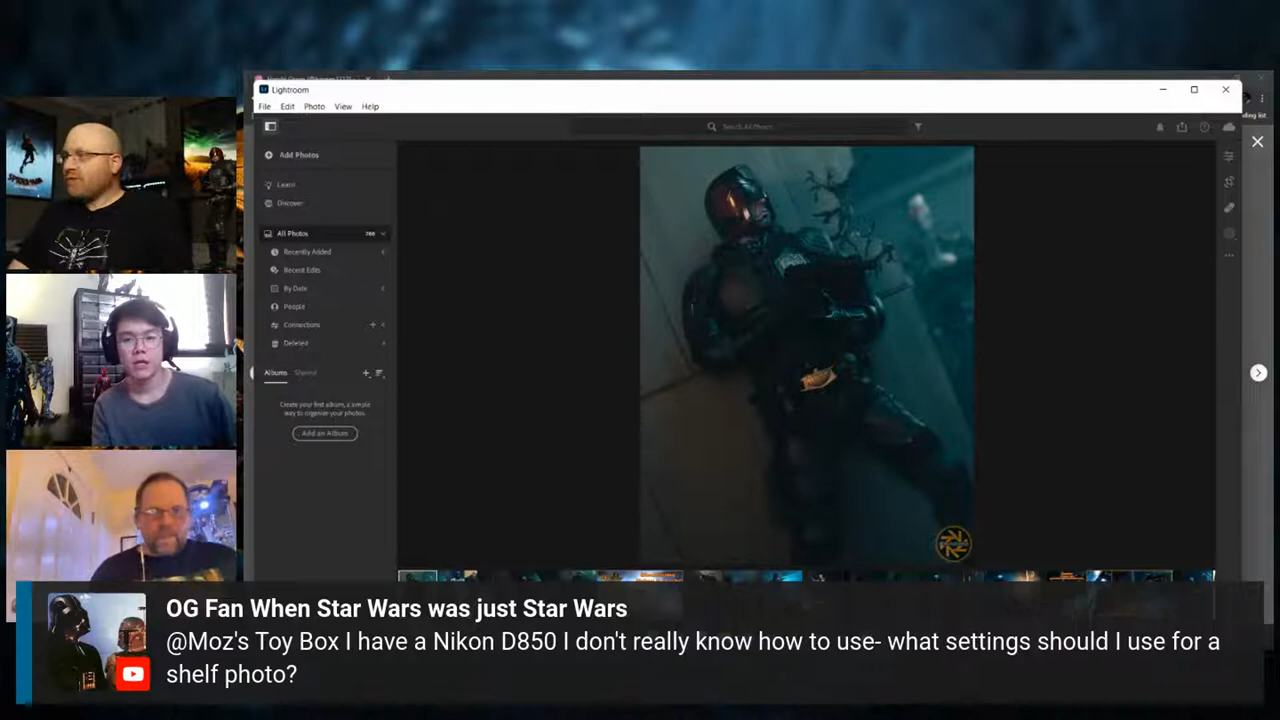 Lightroom
File Edit Photo View Help
Search All Photos
Add Photos
Learn
Discover
All Photos
Recently Added
Recent Edits
By Date
People
Connections
Deleted
Albums Shared
Create your first album, a simple
way to organize your photos.
Add an Album
OG Fan When Star Wars was just Star Wars
@Moz's Toy Box I have a Nikon D850 I don't really know how to use- what settings should I use for a
shelf photo?